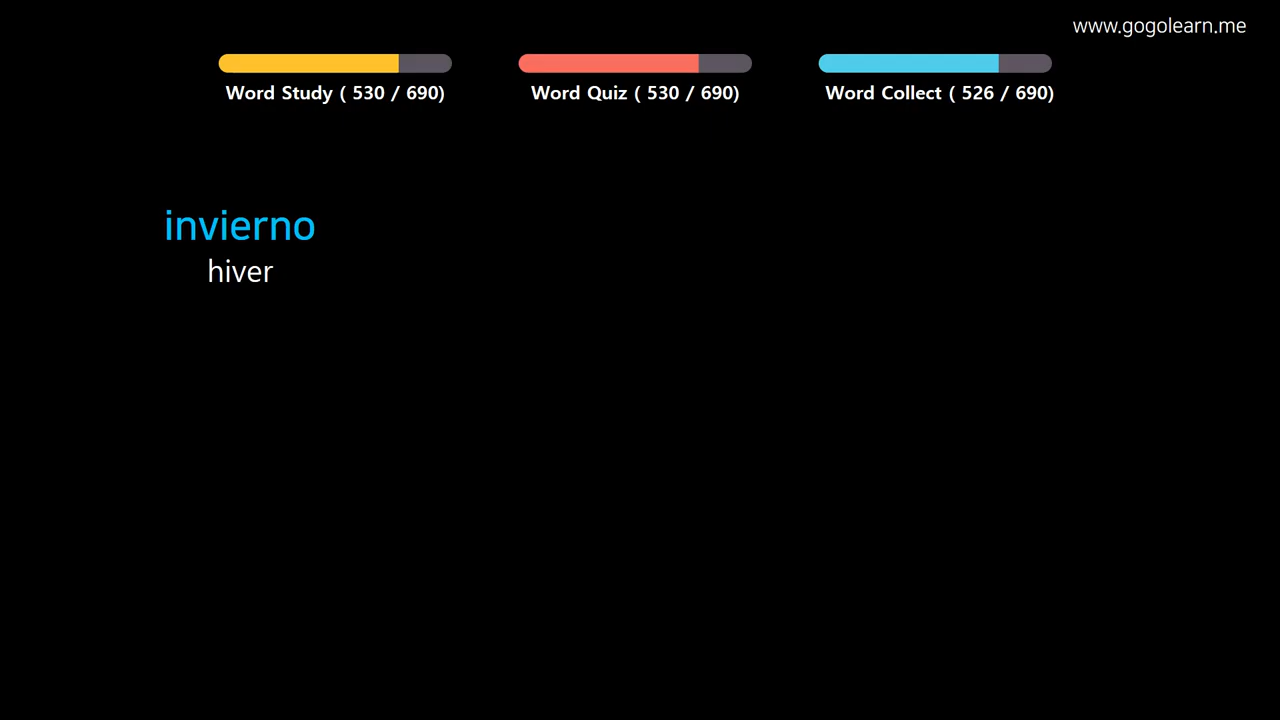 www.gogolearn.me
Word Study ( 530 / 690)
Word Quiz ( 530 / 690)
Word Collect ( 526 / 690)
invierno
hiver